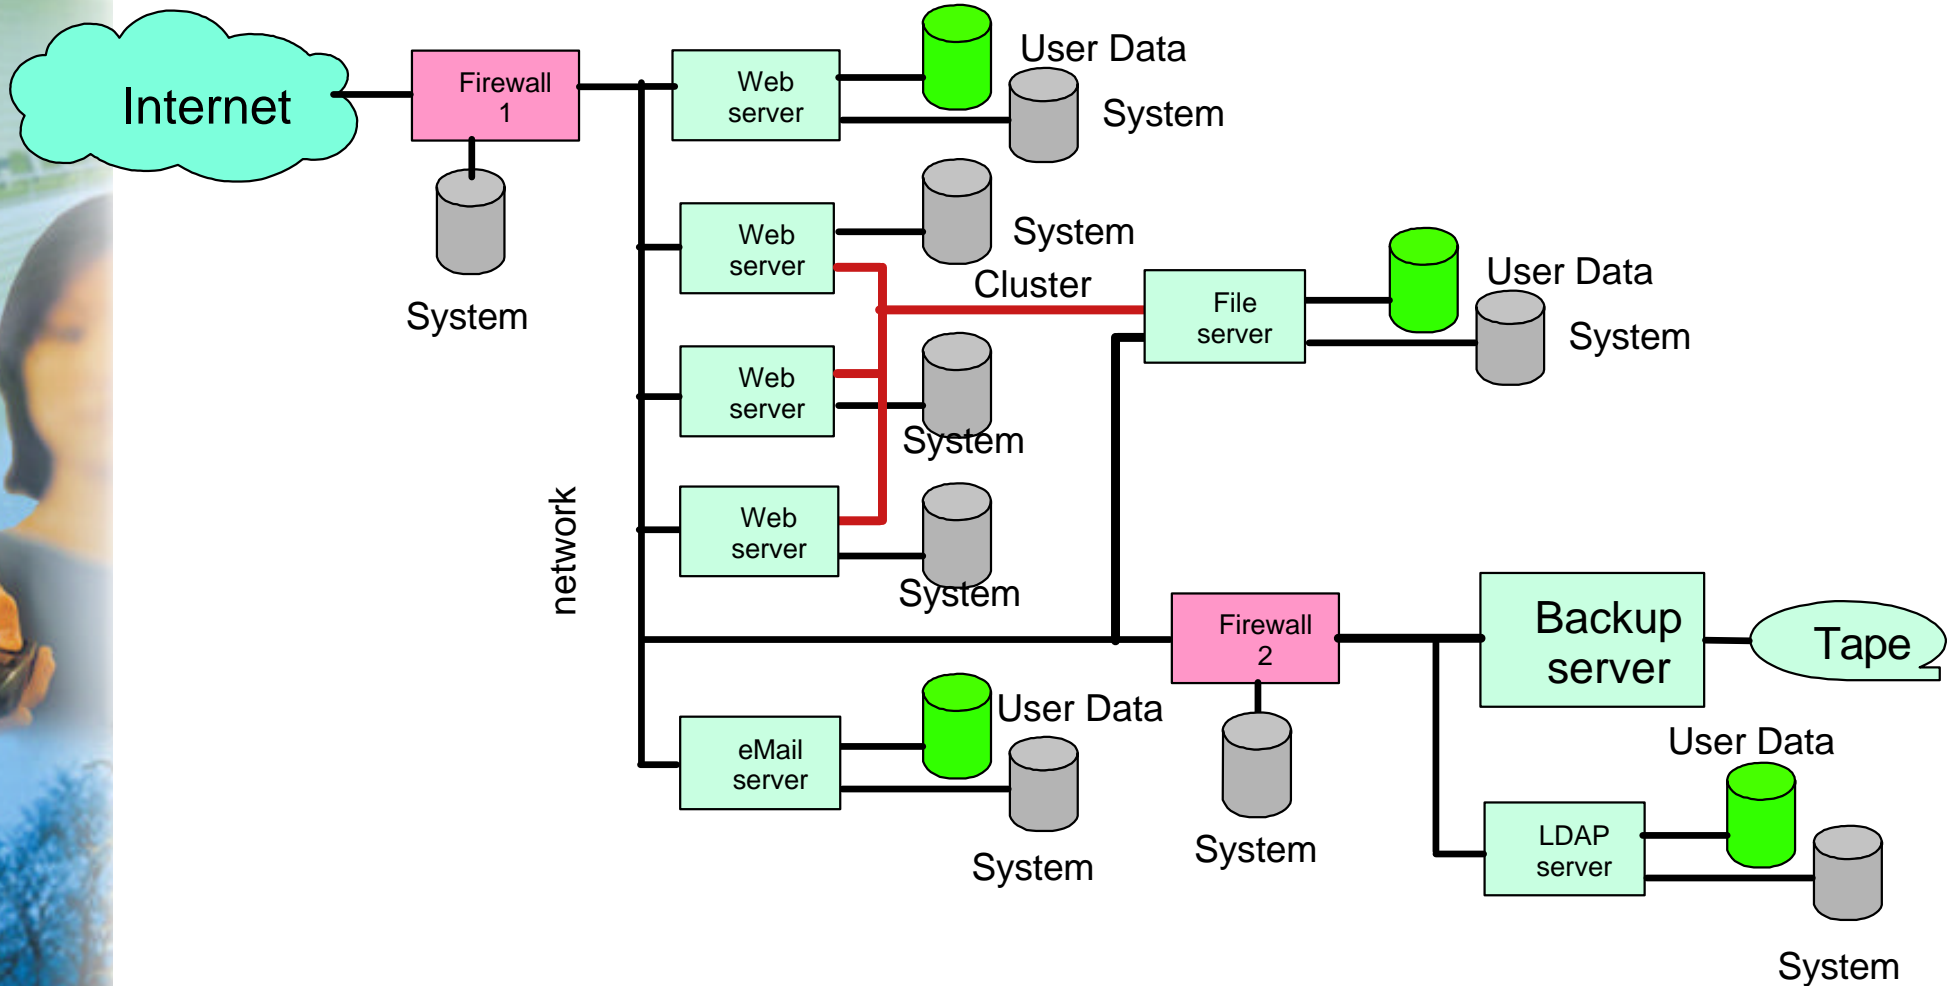 Internet
Firewall
1
System
Web
server
User Data
System
Web
server
System
Cluster
Web
server
System
Web
server
System
network
File
server
User Data
System
Firewall
2
System
Backup
server
Tape
eMail
server
User Data
System
LDAP
server
User Data
System